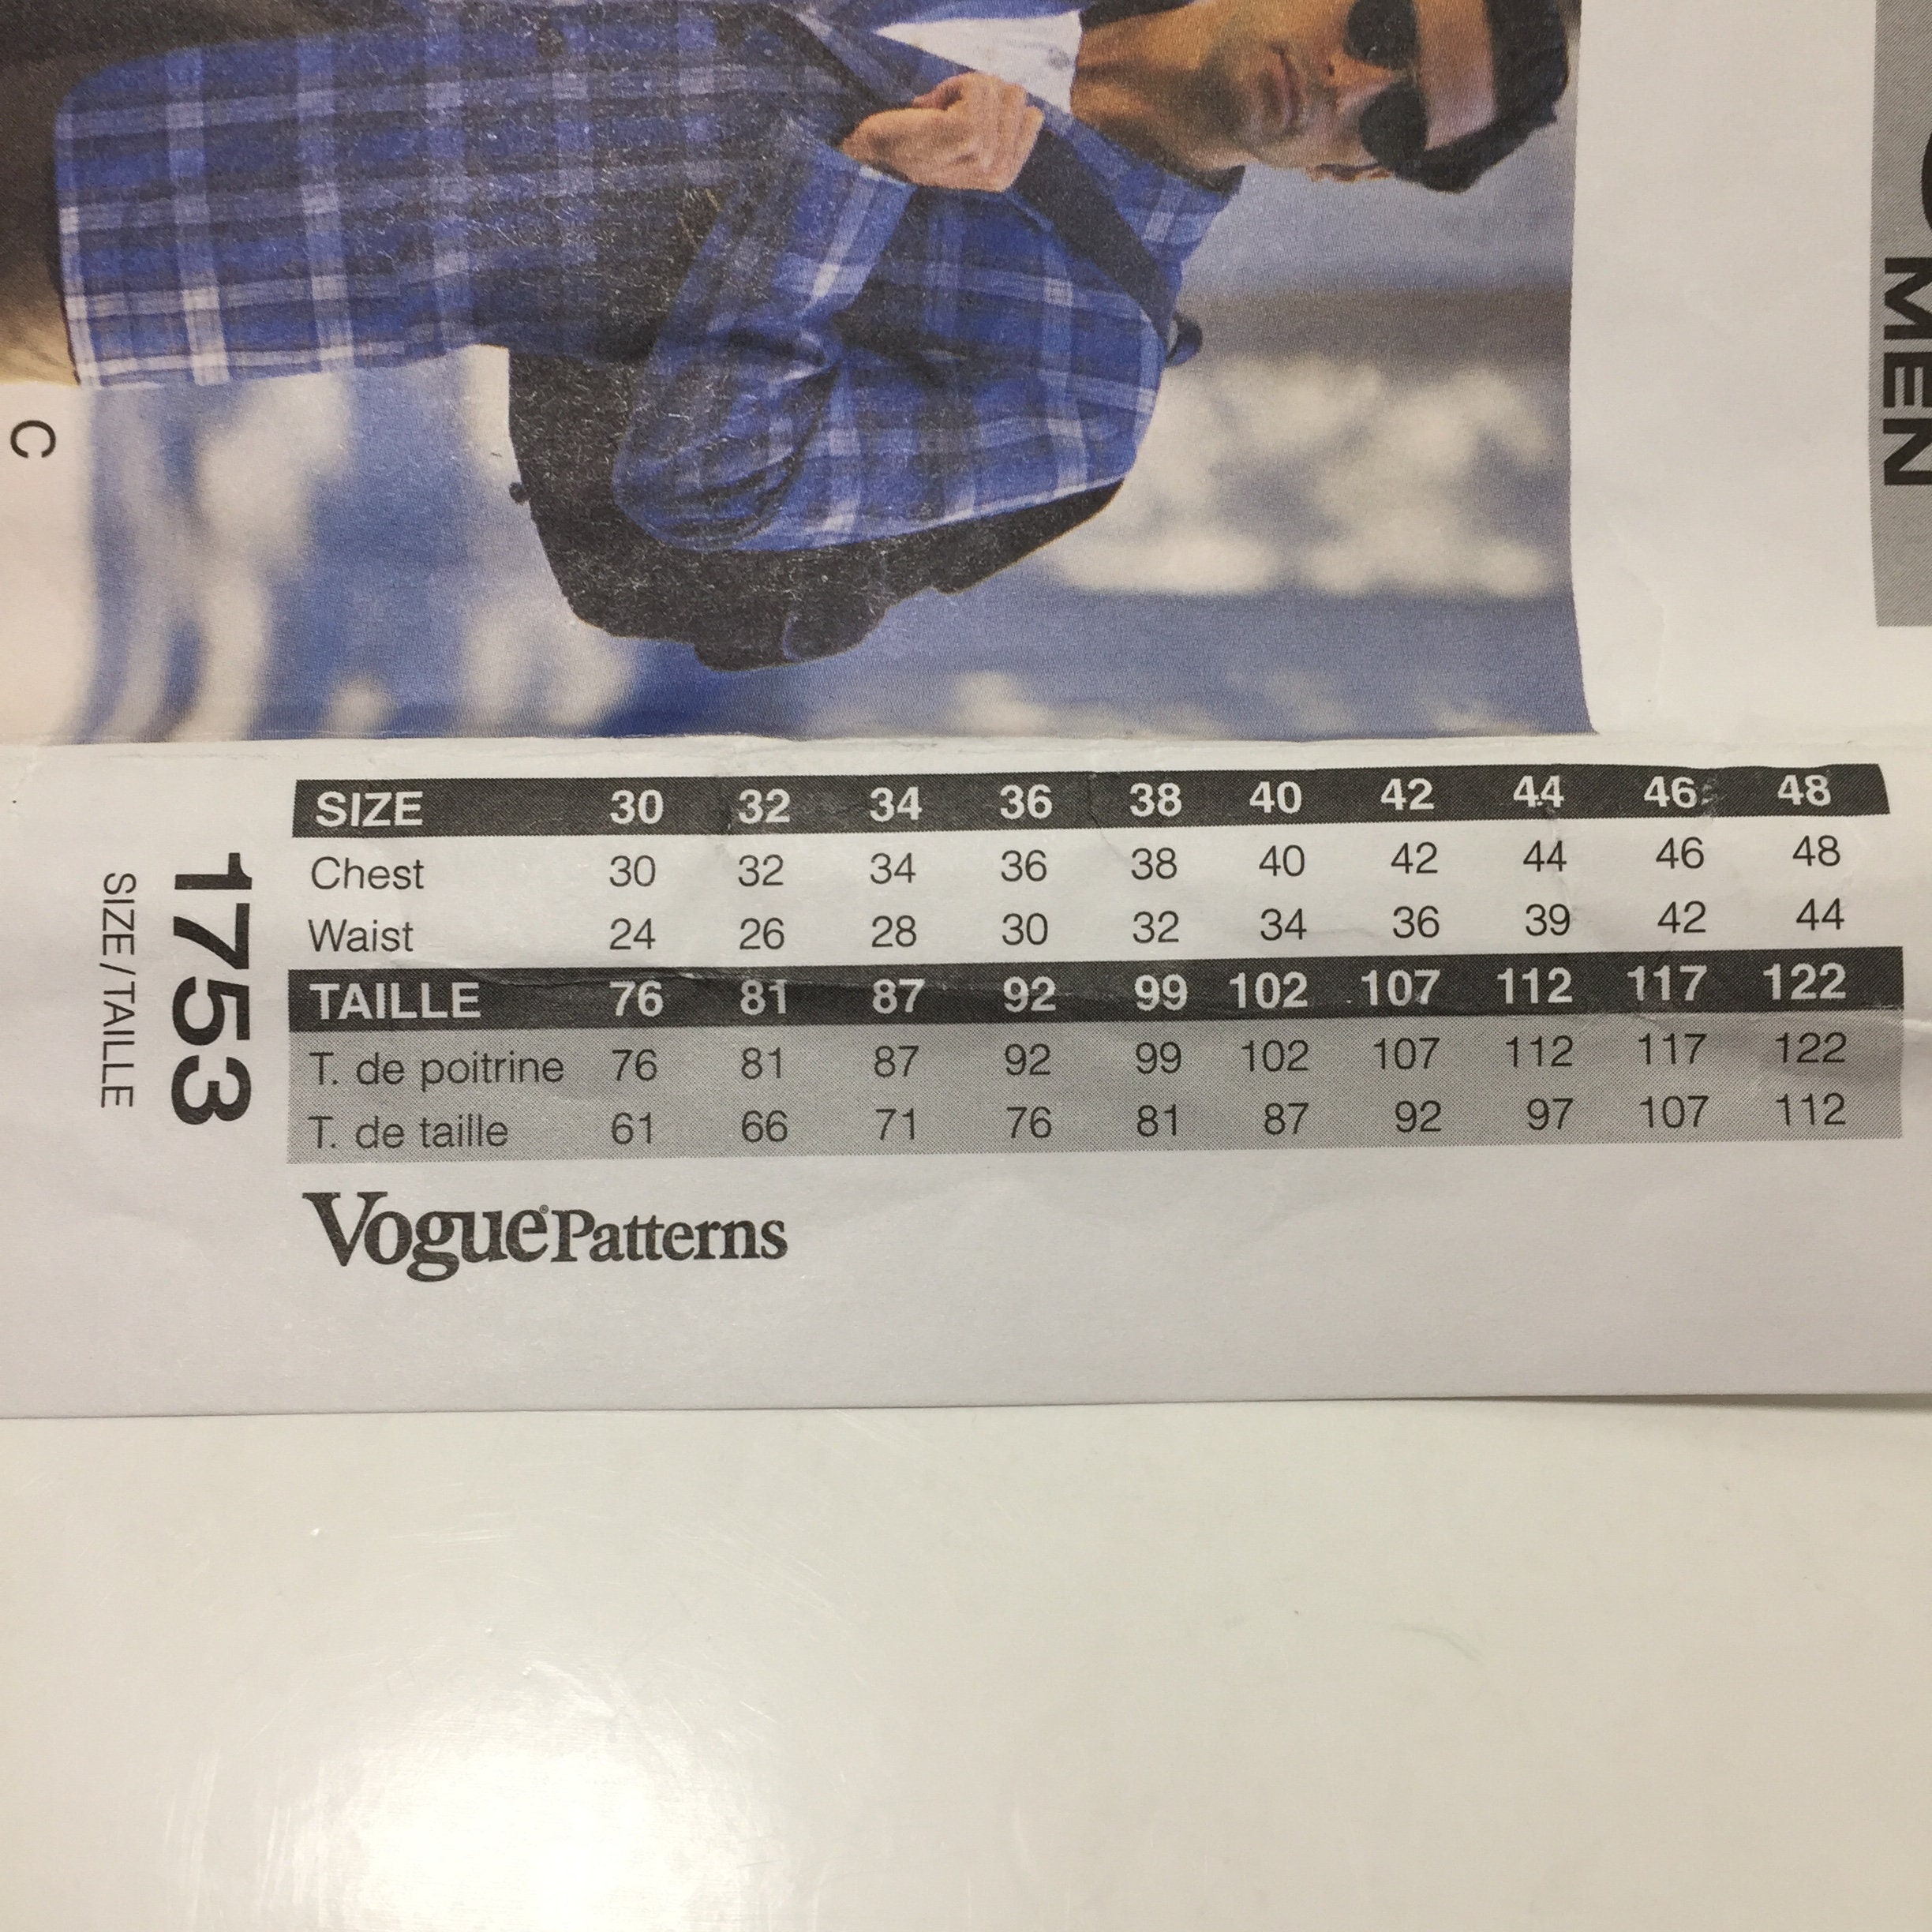 MEN
C
SIZE 30 32 34 36 38 40 42 44 46 48
Chest 30 32 34 36 38 40 42 44 46 48
Waist 24 26 28 30 32 34 36 39 42 44
TAILLE 76 81 87 92 99 102 107 112 117 122
T. de poitrine 76 81 87 92 99 102 107 112 117 122
T. de taille 61 66 71 76 81 87 92 97 107 112
1753
SIZE / TAILLE
Vogue Patterns